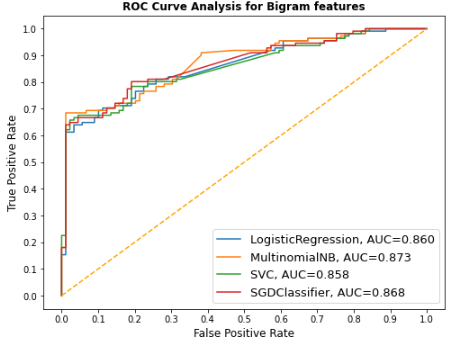 ROC Curve Analysis for Bigram features
True Positive Rate
1.0
0.9
0.8
0.7
0.6
0.5
0.4
0.3
0.2
0.1
0.0
LogisticRegression, AUC=0.860
MultinomialNB, AUC=0.873
SVC, AUC=0.858
SGDClassifier, AUC=0.868
0.0 0.1 0.2 0.3 0.4 0.5 0.6 0.7 0.8 0.9 1.0
False Positive Rate